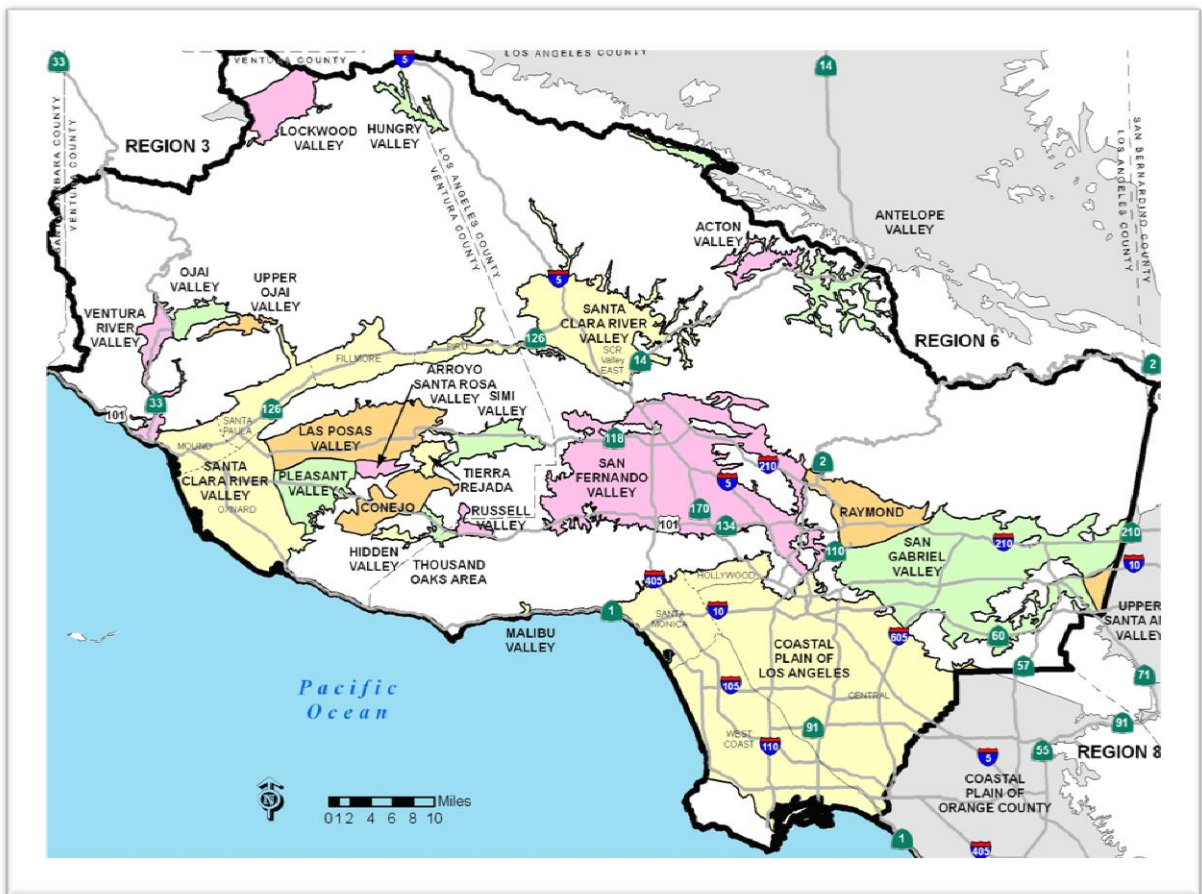 33
VENTURA COUNTY
5
LOS ANGELES COUNTY
LOS ANGELES COUNTY
14
REGION 3
LOCKWOOD
VALLEY
HUNGRY
VALLEY
VENTURA COUNTY
LOS ANGELES COUNTY
VENTURA COUNTY
SAN BERNARDINO COUNTY
LOS ANGELES COUNTY
ANTELOPE
VALLEY
ACTON
VALLEY
OJAI
VALLEY
UPPER
OJAI
VALLEY
5
VENTURA
RIVER
VALLEY
SANTA
CLARA RIVER
VALLEY
SCR
Valley
EAST
REGION 6
126
14
2
FILLMORE
PIRU
101
33
126
ARROYO
SANTA ROSA
VALLEY
SIMI
VALLEY
SANTA
PAULA
MOUND
LAS POSAS
VALLEY
118
SANTA
CLARA RIVER
VALLEY
OXNARD
PLEASANT
VALLEY
TIERRA
REJADA
SAN
FERNANDO
VALLEY
210
2
5
CONEJO
RUSSELL
VALLEY
170
101
134
RAYMOND
HIDDEN
VALLEY
THOUSAND
OAKS AREA
110
SAN
GABRIEL
VALLEY
210
210
10
HOLLYWOOD
405
1
SANTA
MONICA
10
MALIBU
VALLEY
605
60
UPPER
SANTA A
VALLEY
COASTAL
PLAIN OF
LOS ANGELES
57
71
Pacific
Ocean
105
CENTRAL
91
91
WEST
COAST
110
5
55
REGION 8
N
Miles
0 1 2 4 6 8 10
COASTAL
PLAIN OF
ORANGE COUNTY
1
405